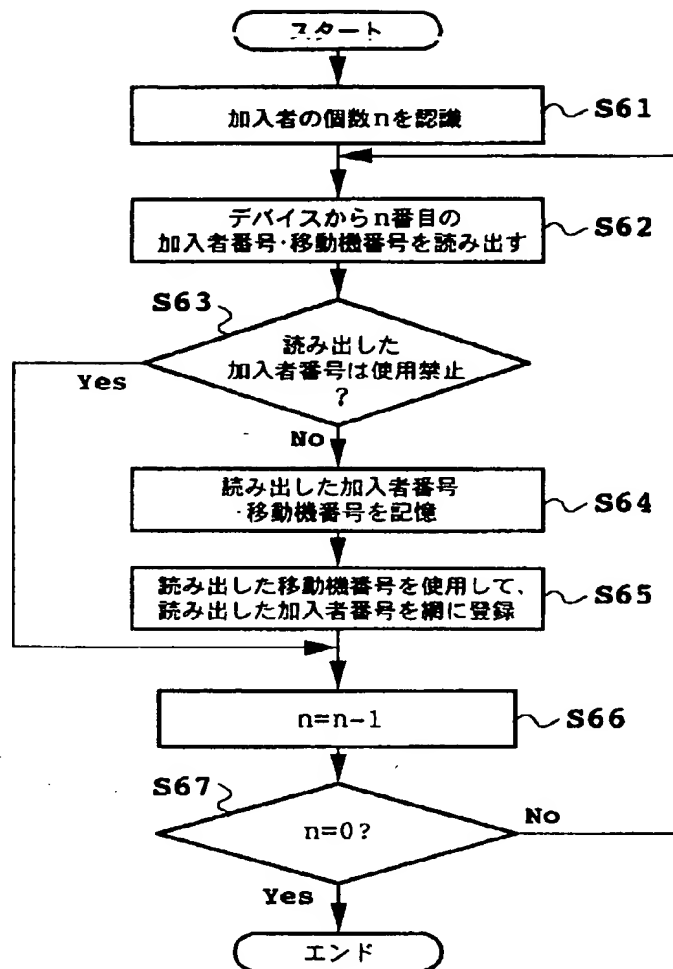 スタート
加入者の個数nを認識
S61
デバイスからn番目の
加入者番号·移動機番号を読み出す
S62
S63
読み出した
加入者番号は使用禁止
?
Yes
No
読み出した加入者番号
·移動機番号を記憶
S64
読み出した移動機番号を使用して、
読み出した加入者番号を網に登録
S65
n=n-1
S66
S67
n=0?
No
Yes
エンド